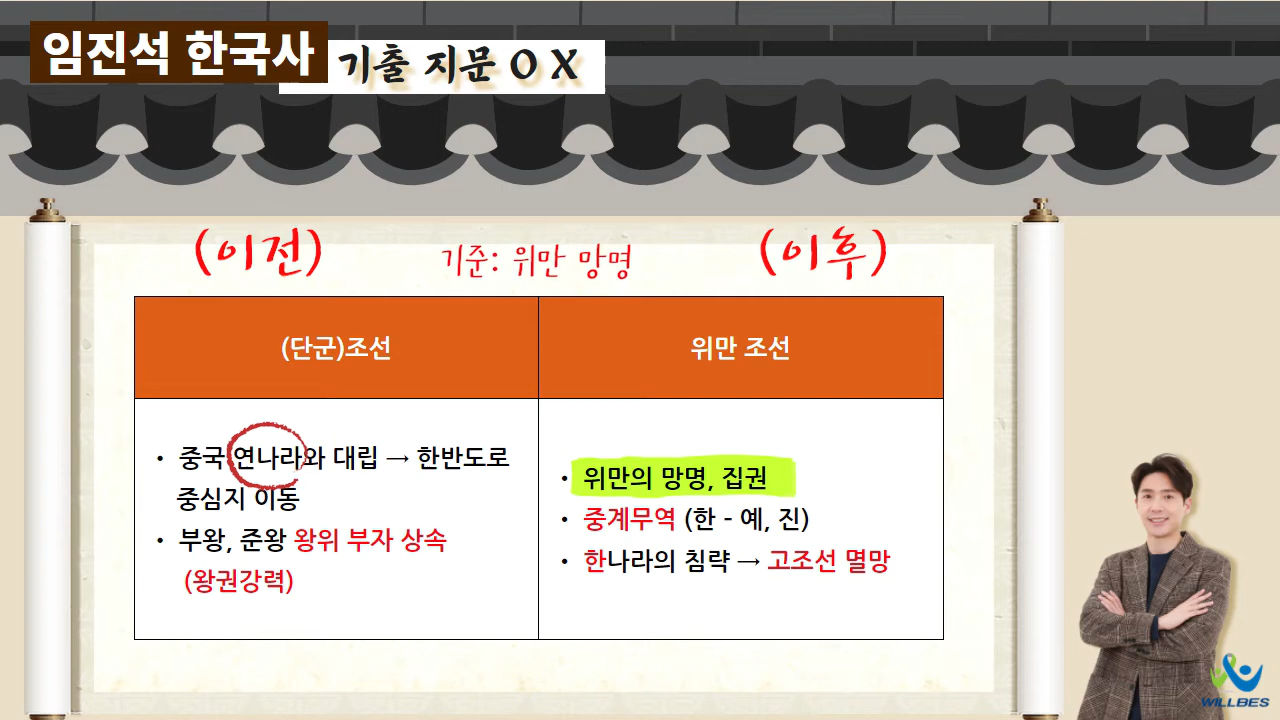 임진석 한국사
기출 지문 O X
(이전)
기준: 위만 망명
(이후)
(단군)조선
위만 조선
• 중국 연나라와 대립 → 한반도로
중심지 이동
• 부왕, 준왕 왕위 부자 상속
(왕권강력)
• 위만의 망명, 집권
• 중계무역 (한 - 예, 진)
• 한나라의 침략 → 고조선 멸망
WILLBES